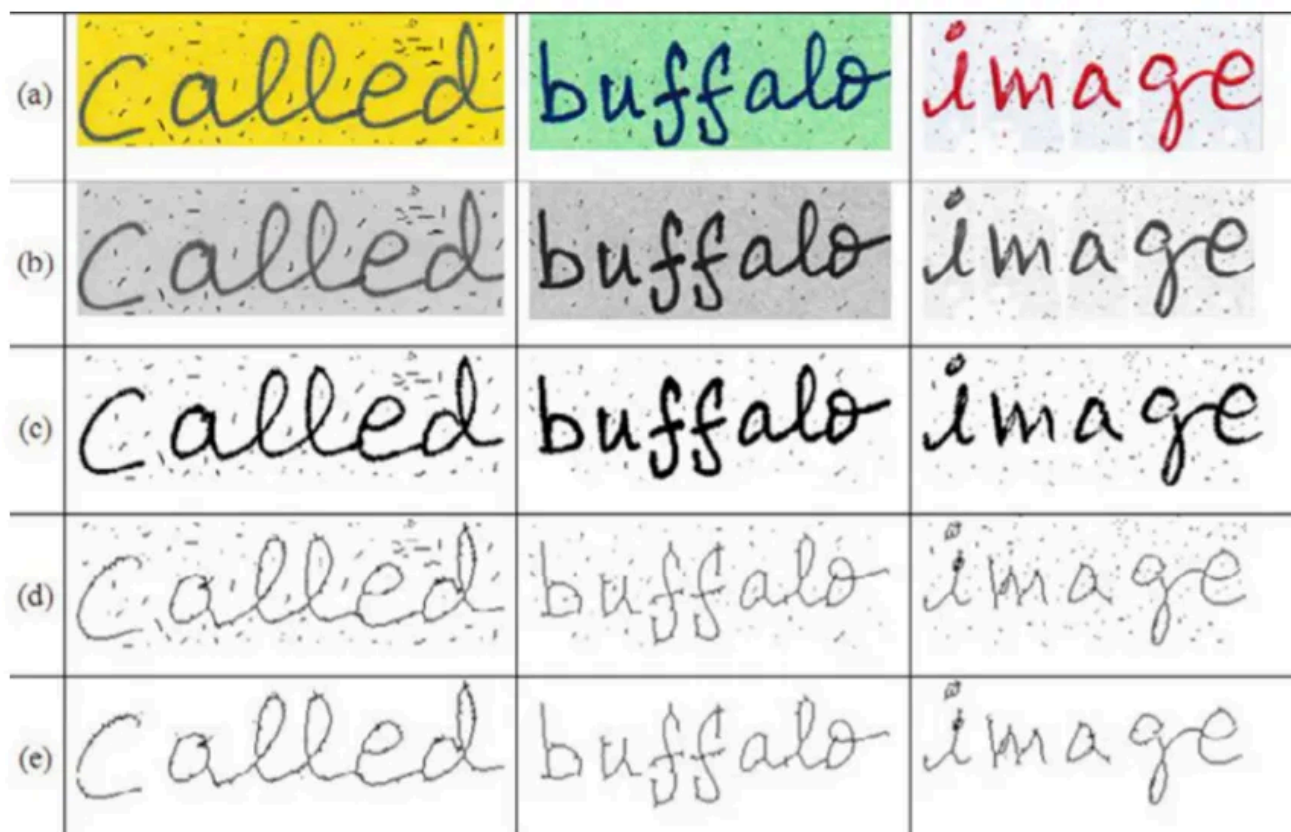 (a) Called buffalo image
(b) Called buffalo image
(c) Called buffalo image
(d) Called buffalo image
(e) Called buffalo image